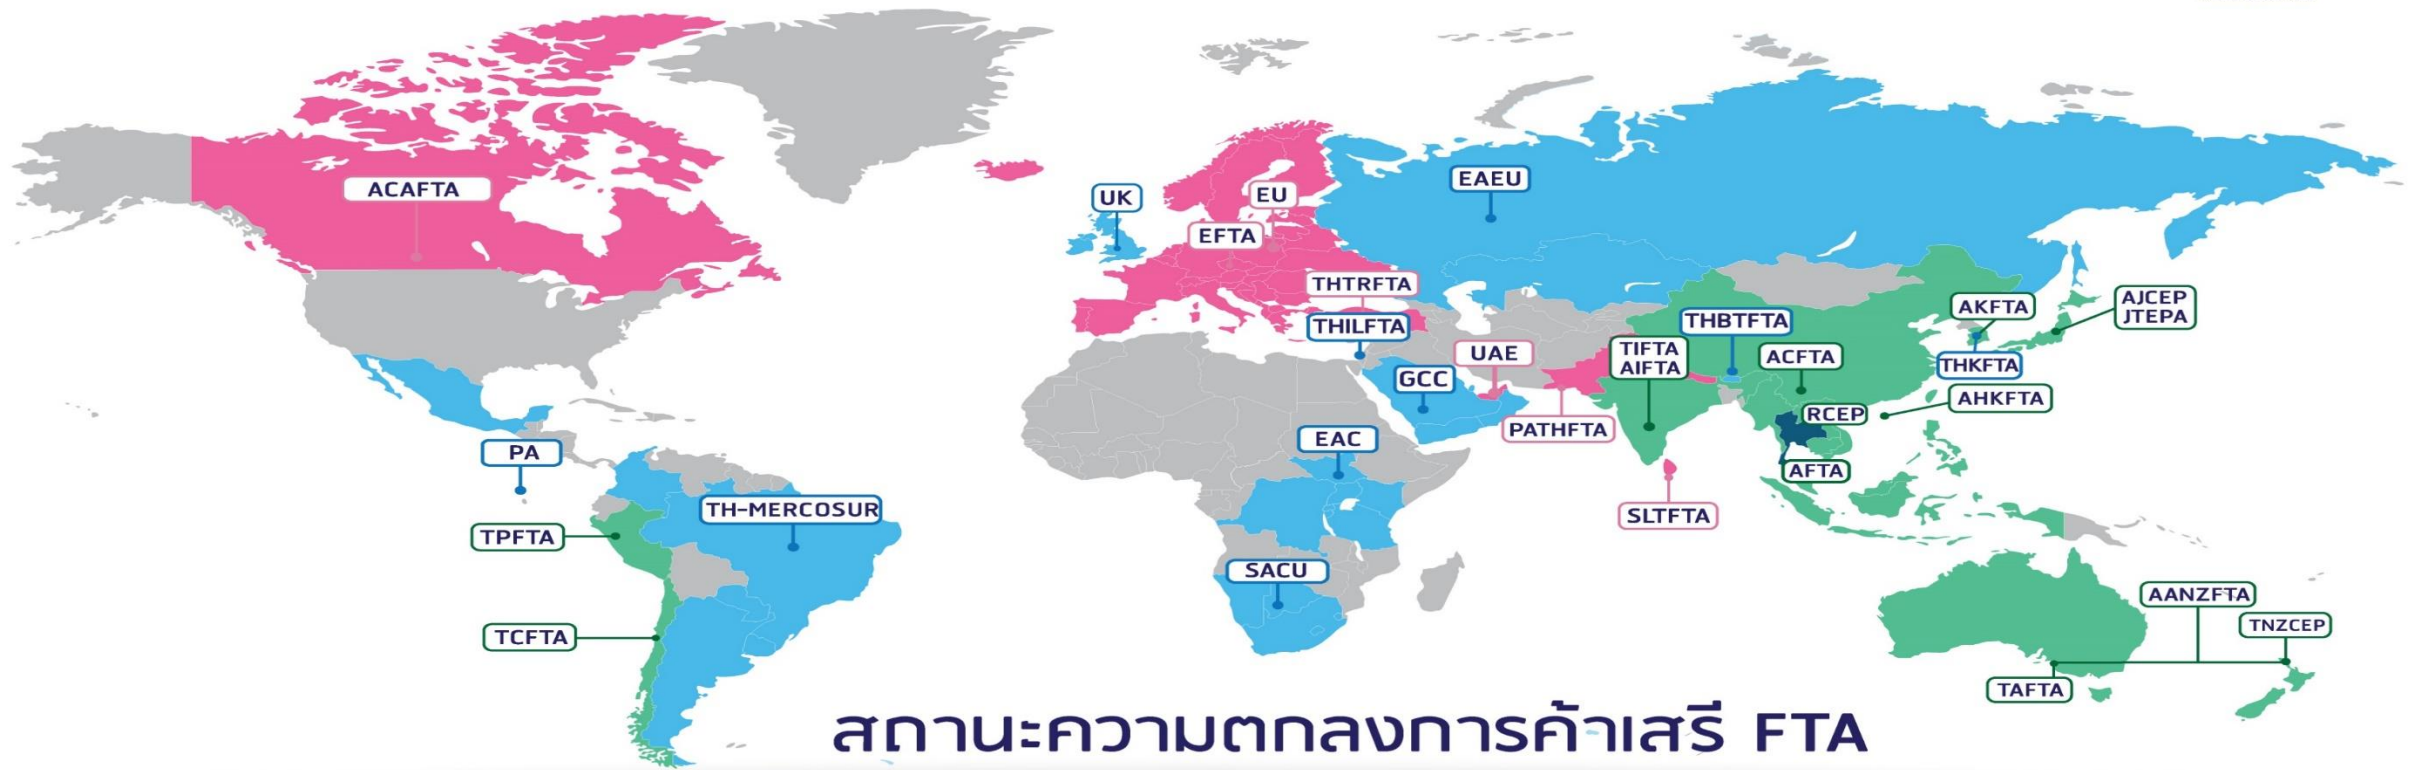 ACAFTA
UK
EU
EAEU
EFTA
THTRFTA
THILFTA
UAE
GCC
PATHFTA
TIFTA
AIFTA
THBTFTA
ACFTA
AKFTA
AJCEP
JTEPA
THKFTA
AHKFTA
RCEP
AFTA
SLTFTA
EAC
SACU
PA
TH-MERCOSUR
TPFTA
TCFTA
AANZFTA
TNZCEP
TAFTA
สถานะความตกลงการค้าเสรี FTA